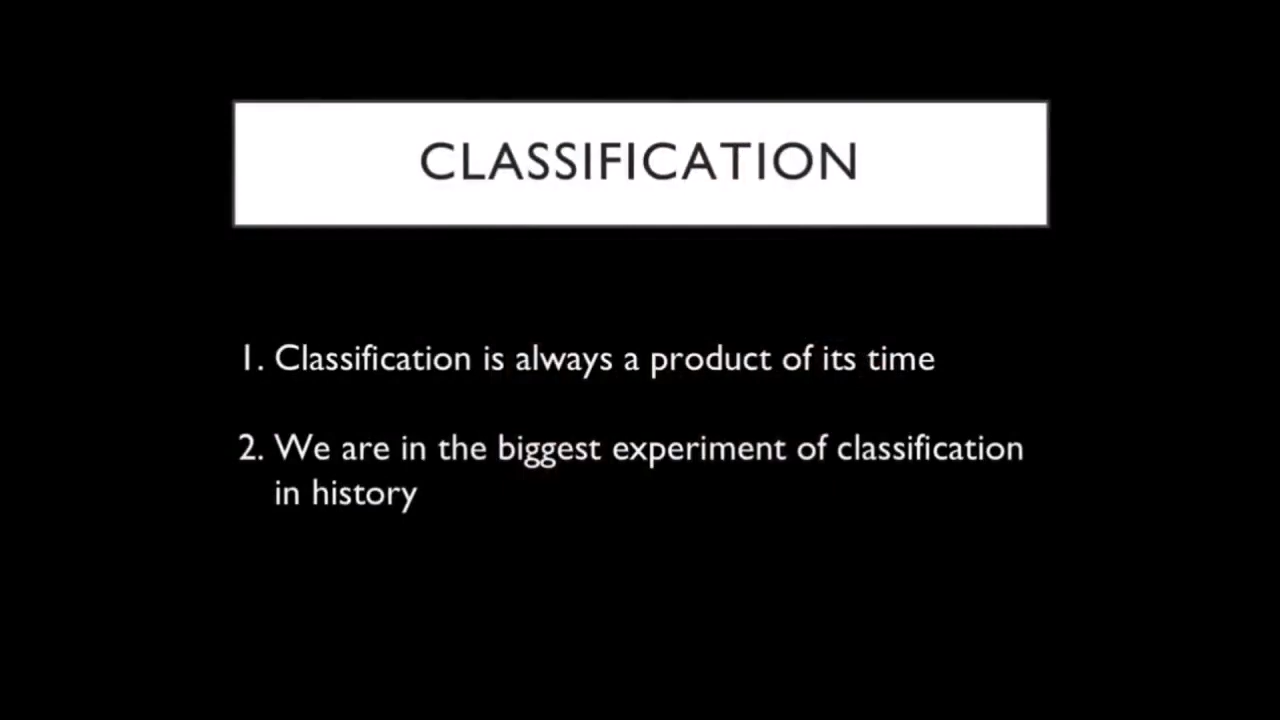 CLASSIFICATION
1. Classification is always a product of its time
2. We are in the biggest experiment of classification
in history